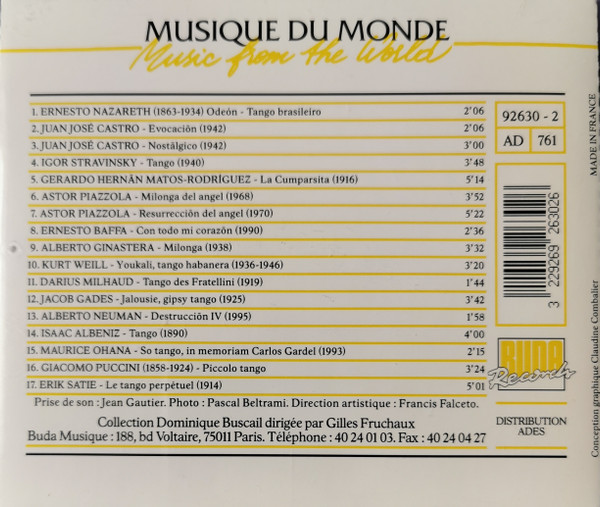 MUSIQUE DU MONDE
Music from the World
1. ERNESTO NAZARETH (1863-1934) Odeón - Tango brasileiro 2'06
2. JUAN JOSÉ CASTRO - Evocación (1942) 2'06
3. JUAN JOSÉ CASTRO - Nostálgico (1942) 3'00
4. IGOR STRAVINSKY - Tango (1940) 3'48
5. GERARDO HERNÁN MATOS-RODRÍGUEZ - La Cumparsita (1916) 5'14
6. ASTOR PIAZZOLA - Milonga del angel (1968) 3'52
7. ASTOR PIAZZOLA - Resurrección del angel (1970) 5'22
8. ERNESTO BAFFA - Con todo mi corazón (1990) 2'36
9. ALBERTO GINASTERA - Milonga (1938) 3'32
10. KURT WEILL - Youkali, tango habanera (1936-1946) 3'20
11. DARIUS MILHAUD - Tango des Fratellini (1919) 1'44
12. JACOB GADES - Jalousie, gipsy tango (1925) 3'42
13. ALBERTO NEUMAN - Destrucción IV (1995) 1'58
14. ISAAC ALBENIZ - Tango (1890) 4'00
15. MAURICE OHANA - So tango, in memoriam Carlos Gardel (1993) 2'15
16. GIACOMO PUCCINI (1858-1924) - Piccolo tango 3'24
17. ERIK SATIE - Le tango perpétuel (1914) 5'01
Prise de son : Jean Gautier. Photo : Pascal Beltrami. Direction artistique : Francis Falceto.
Collection Dominique Buscail dirigée par Gilles Fruchaux
Buda Musique : 188, bd Voltaire, 75011 Paris. Téléphone : 40 24 01 03. Fax : 40 24 04 27
92630 - 2
AD 761
3 229269 263026
BUDA
Records
DISTRIBUTION
ADES
MADE IN FRANCE
Conception graphique Claudine Combalier